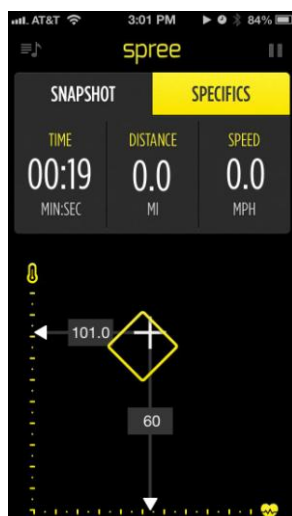 AT&T 3:01 PM 84%
spree
SNAPSHOT SPECIFICS
TIME DISTANCE SPEED
00:19 0.0 0.0
MIN:SEC MI MPH
101.0
60